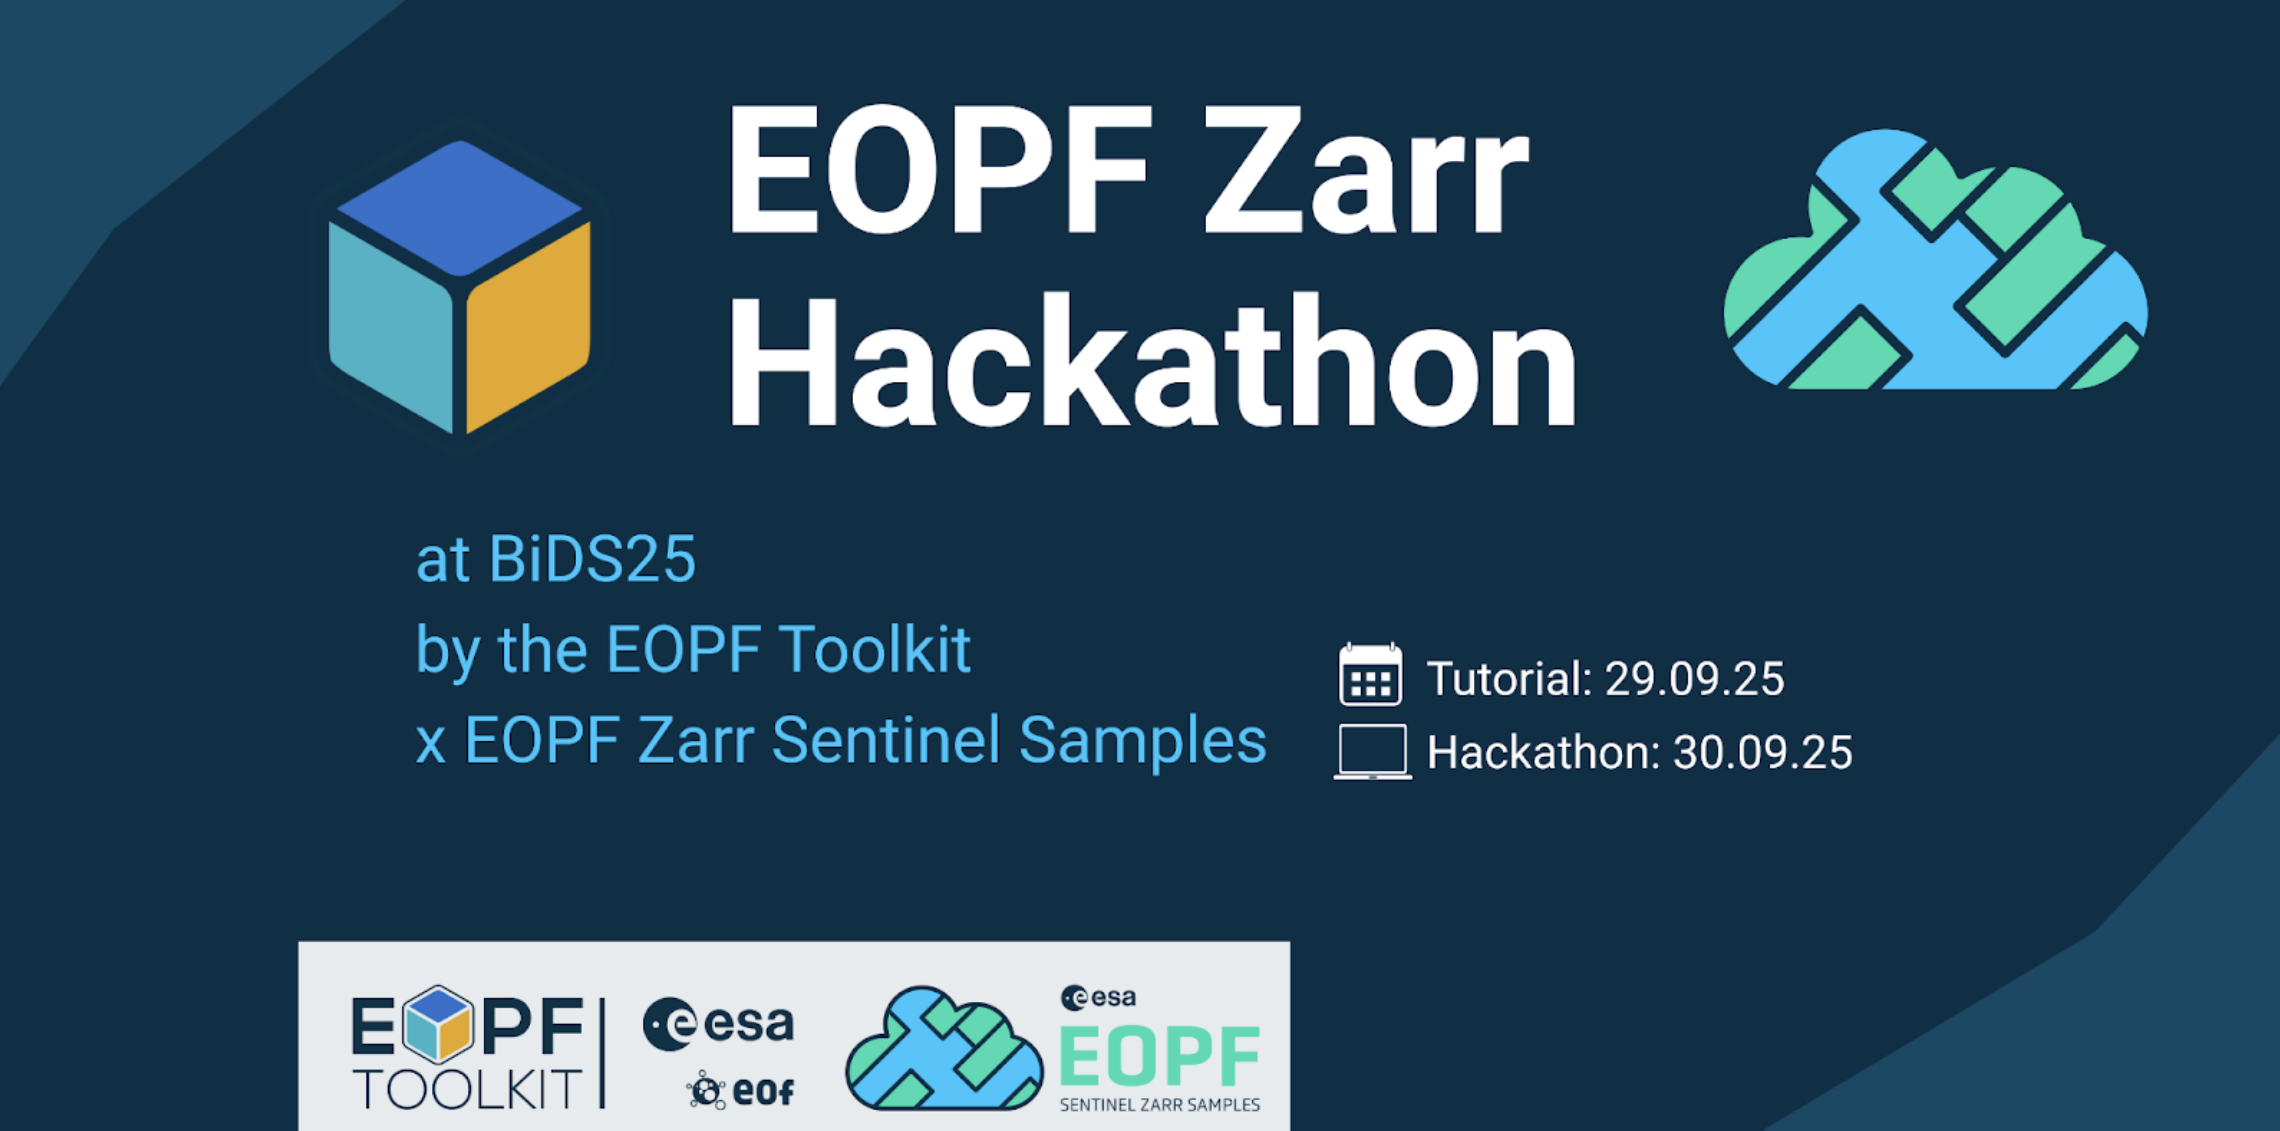 EOPF Zarr
Hackathon
at BiDS25
by the EOPF Toolkit
x EOPF Zarr Sentinel Samples
Tutorial: 29.09.25
Hackathon: 30.09.25
EOPF
TOOLKIT
esa
eof
esa
EOPF
SENTINEL ZARR SAMPLES